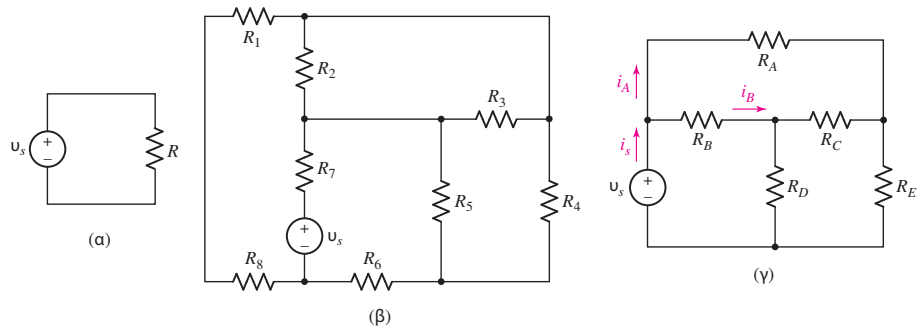 υs
+
−
R
(α)
R1
R2
R3
R7
R5
R4
+
−
υs
R8
R6
(β)
RA
iA
iB
RB
RC
is
υs
+
−
RD
RE
(γ)